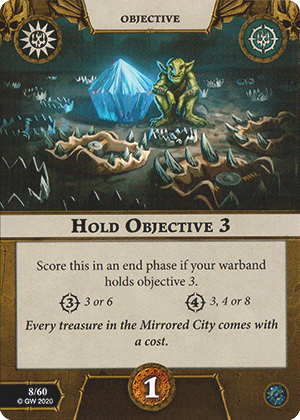 OBJECTIVE
HOLD OBJECTIVE 3
Score this in an end phase if your warband
holds objective 3.
3 3 or 6 4 3, 4 or 8
Every treasure in the Mirrored City comes with
a cost.
8/60
© GW 2020
1